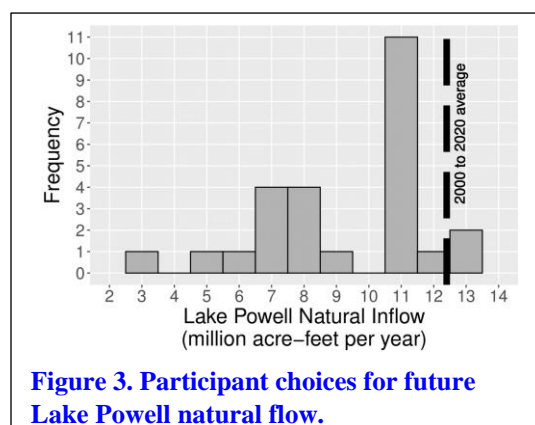 11
10
9
8
7
6
5
4
3
2
1
0
Frequency
2000 to 2020 average
2 3 4 5 6 7 8 9 10 11 12 13 14
Lake Powell Natural Inflow
(million acre−feet per year)
Figure 3. Participant choices for future
Lake Powell natural flow.